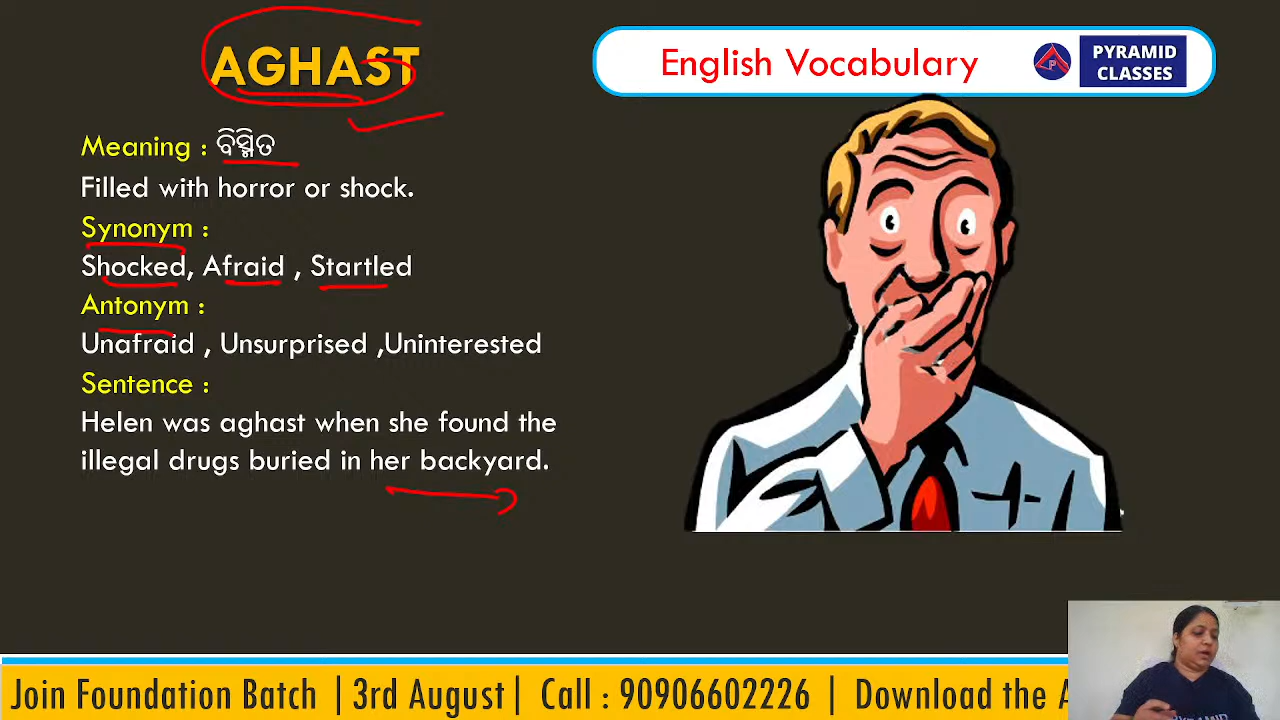 AGHAST
English Vocabulary
PYRAMID
CLASSES
Meaning : ବିସ୍ମିତ
Filled with horror or shock.
Synonym :
Shocked, Afraid , Startled
Antonym :
Unafraid , Unsurprised ,Uninterested
Sentence :
Helen was aghast when she found the
illegal drugs buried in her backyard.
Join Foundation Batch |3rd August| Call : 90906602226 | Download the A
PYRAMID